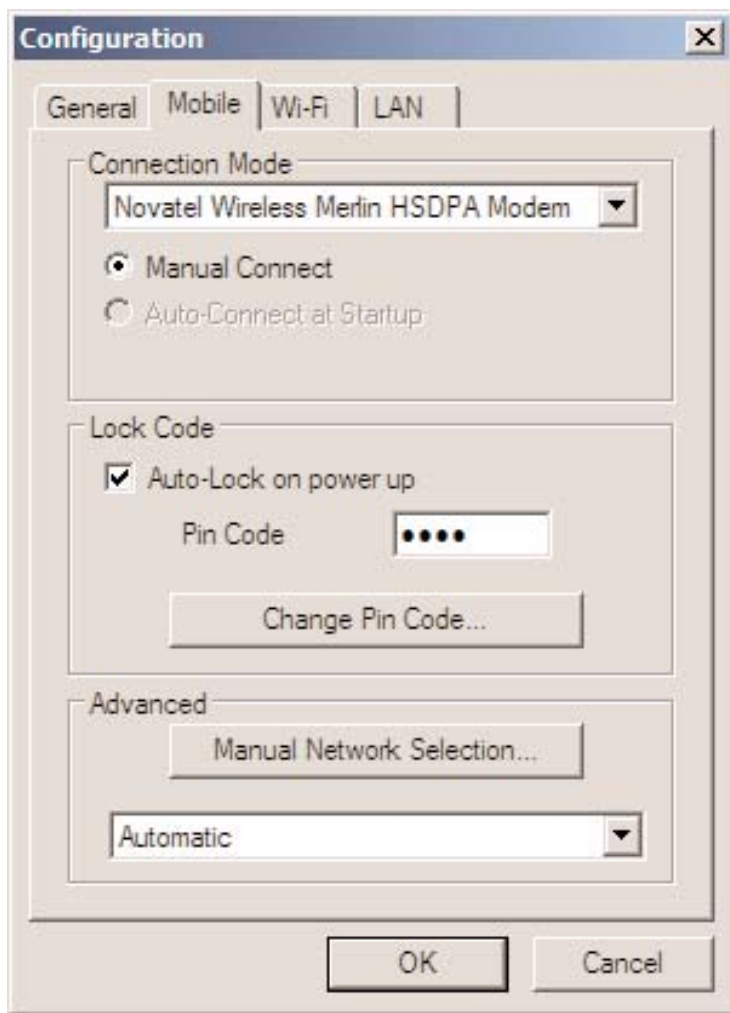 Configuration
General Mobile Wi-Fi LAN
Connection Mode
Novatel Wireless Merlin HSDPA Modem
Manual Connect
Auto-Connect at Startup
Lock Code
Auto-Lock on power up
Pin Code ••••
Change Pin Code...
Advanced
Manual Network Selection...
Automatic
OK Cancel